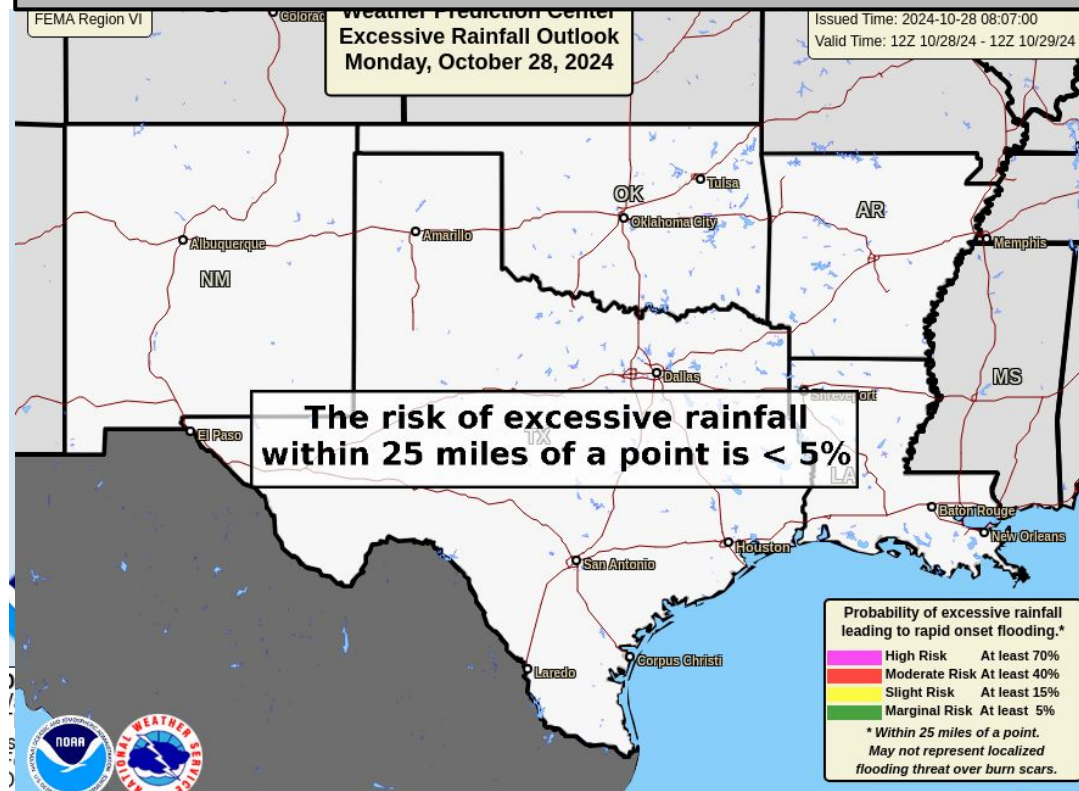 FEMA Region VI
Weather Prediction Center
Excessive Rainfall Outlook
Monday, October 28, 2024
Issued Time: 2024-10-28 08:07:00
Valid Time: 12Z 10/28/24 - 12Z 10/29/24
Tulsa
OK
Oklahoma City
AR
Amarillo
Albuquerque
Memphis
NM
Dallas
MS
Shreveport
The risk of excessive rainfall
within 25 miles of a point is < 5%
TX
El Paso
LA
Baton Rouge
New Orleans
Houston
San Antonio
Corpus Christi
Laredo
Probability of excessive rainfall
leading to rapid onset flooding.*
High Risk At least 70%
Moderate Risk At least 40%
Slight Risk At least 15%
Marginal Risk At least 5%
* Within 25 miles of a point.
May not represent localized
flooding threat over burn scars.
NOAA
NATIONAL WEATHER SERVICE